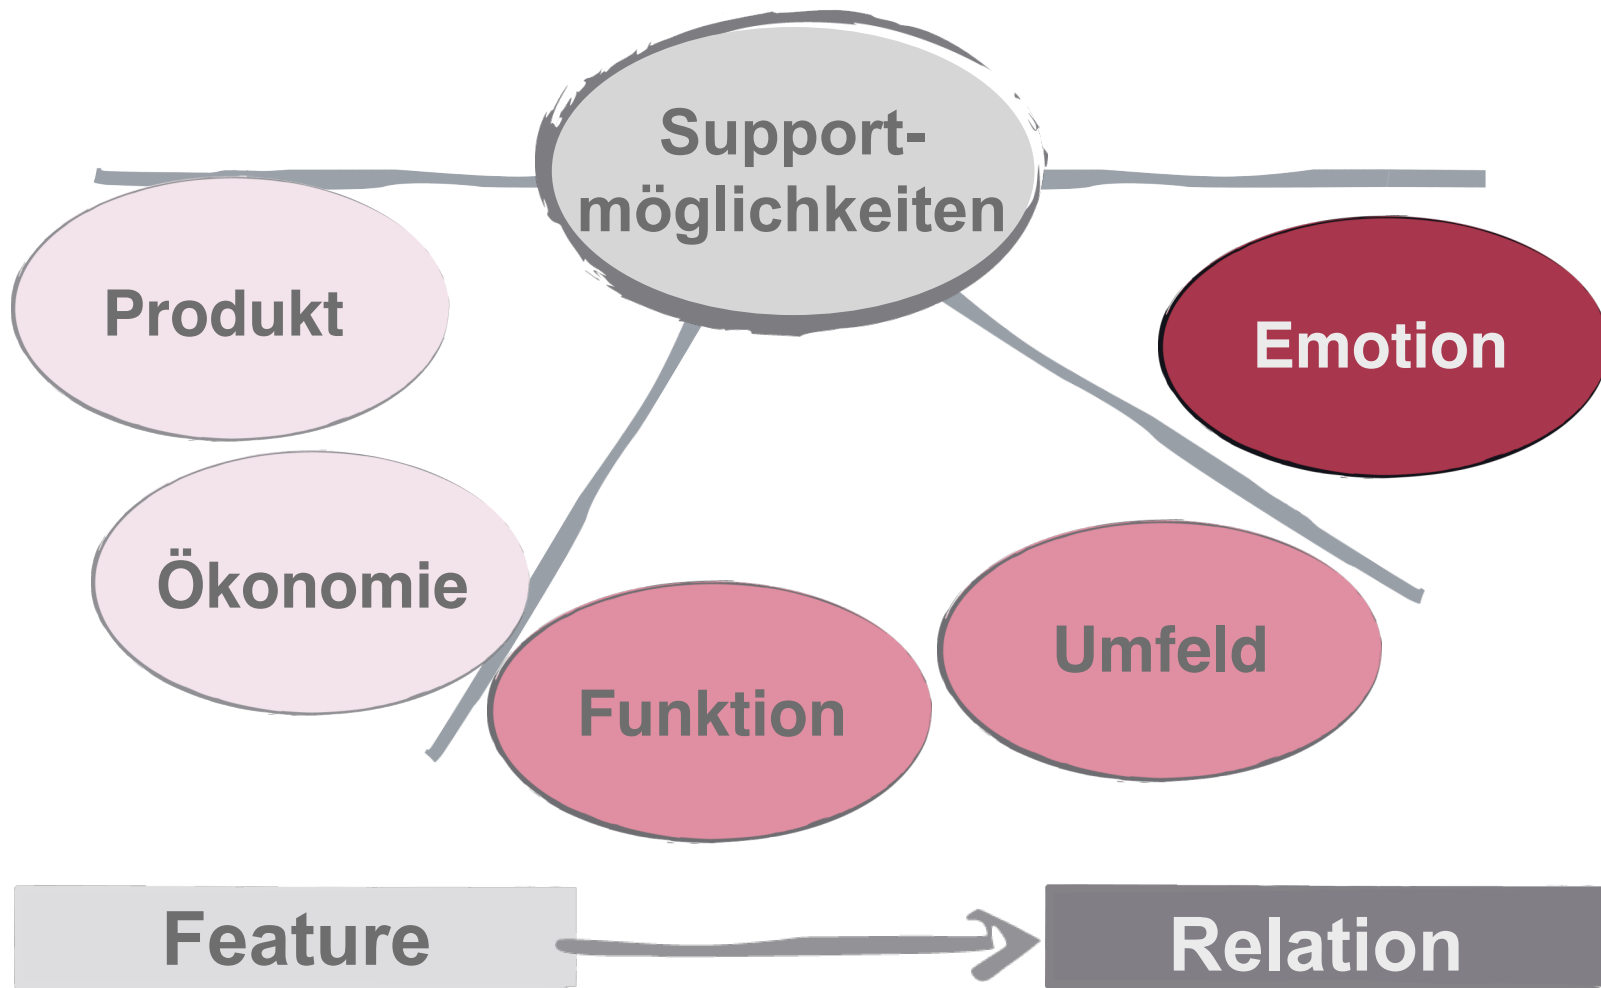 Support-
möglichkeiten
Produkt
Emotion
Ökonomie
Umfeld
Funktion
Feature
Relation